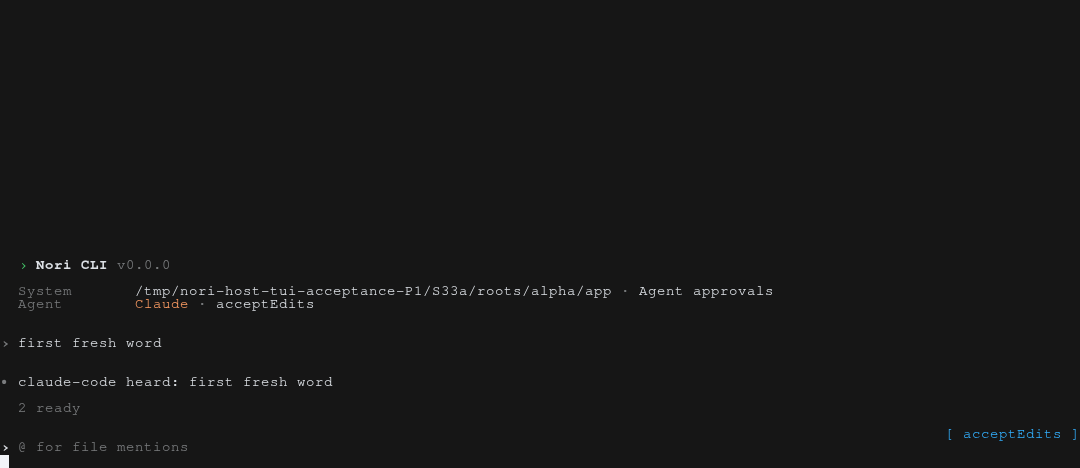 › Nori CLI v0.0.0
System /tmp/nori-host-tui-acceptance-P1/S33a/roots/alpha/app · Agent approvals
Agent Claude · acceptEdits
› first fresh word
• claude-code heard: first fresh word
2 ready
[ acceptEdits ]
› @ for file mentions